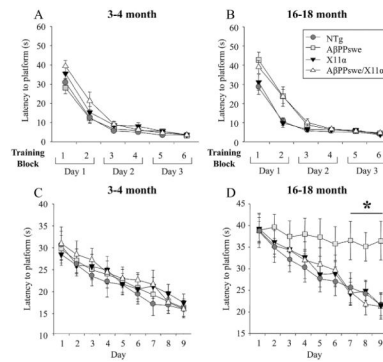 A 3-4 month
Latency to platform (s)
60
50
40
30
20
10
0
1 2 3 4 5 6
Training
Block
Day 1 Day 2 Day 3
B 16-18 month
Latency to platform (s)
60
50
40
30
20
10
0
NTg
AβPPswe
X11α
AβPPswe/X11α
1 2 3 4 5 6
Training
Block
Day 1 Day 2 Day 3
C 3-4 month
Latency to platform (s)
40
35
30
25
20
15
10
1 2 3 4 5 6 7 8 9
Day
D 16-18 month
*
Latency to platform (s)
45
40
35
30
25
20
15
1 2 3 4 5 6 7 8 9
Day